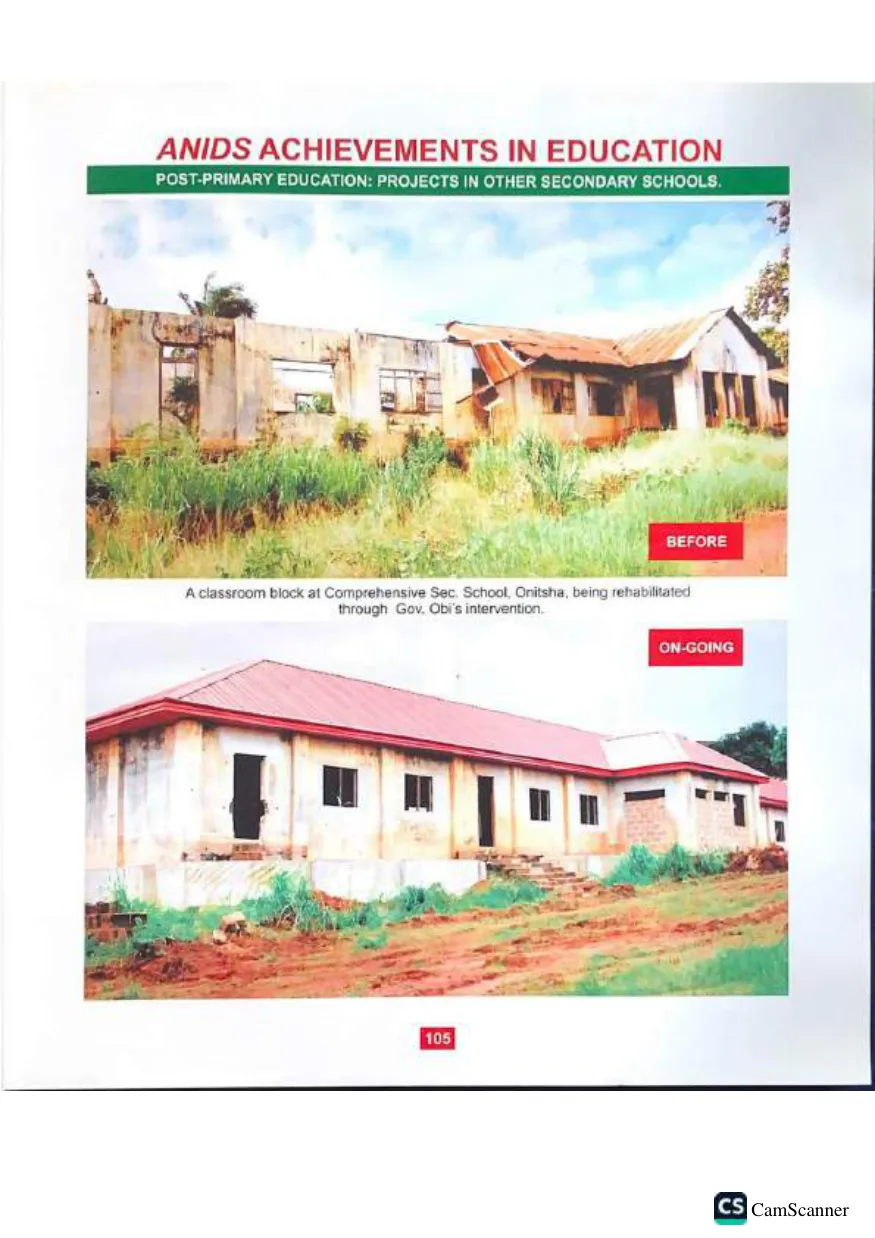 ANIDS ACHIEVEMENTS IN EDUCATION
POST-PRIMARY EDUCATION: PROJECTS IN OTHER SECONDARY SCHOOLS.
BEFORE
A classroom block at Comprehensive Sec. School, Onitsha, being rehabilitated
through Gov. Obi's intervention.
ON-GOING
105
CS CamScanner